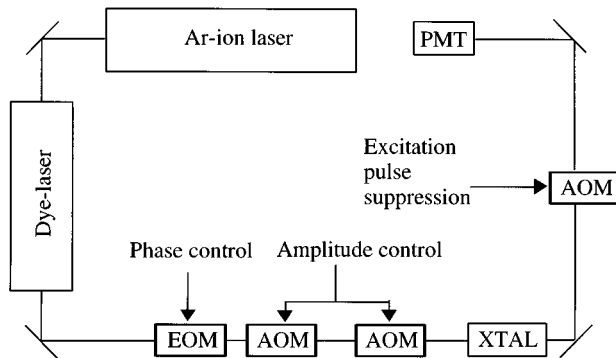 Ar-ion laser
PMT
Dye-laser
Excitation
pulse
suppression
AOM
Phase control
Amplitude control
EOM
AOM
AOM
XTAL